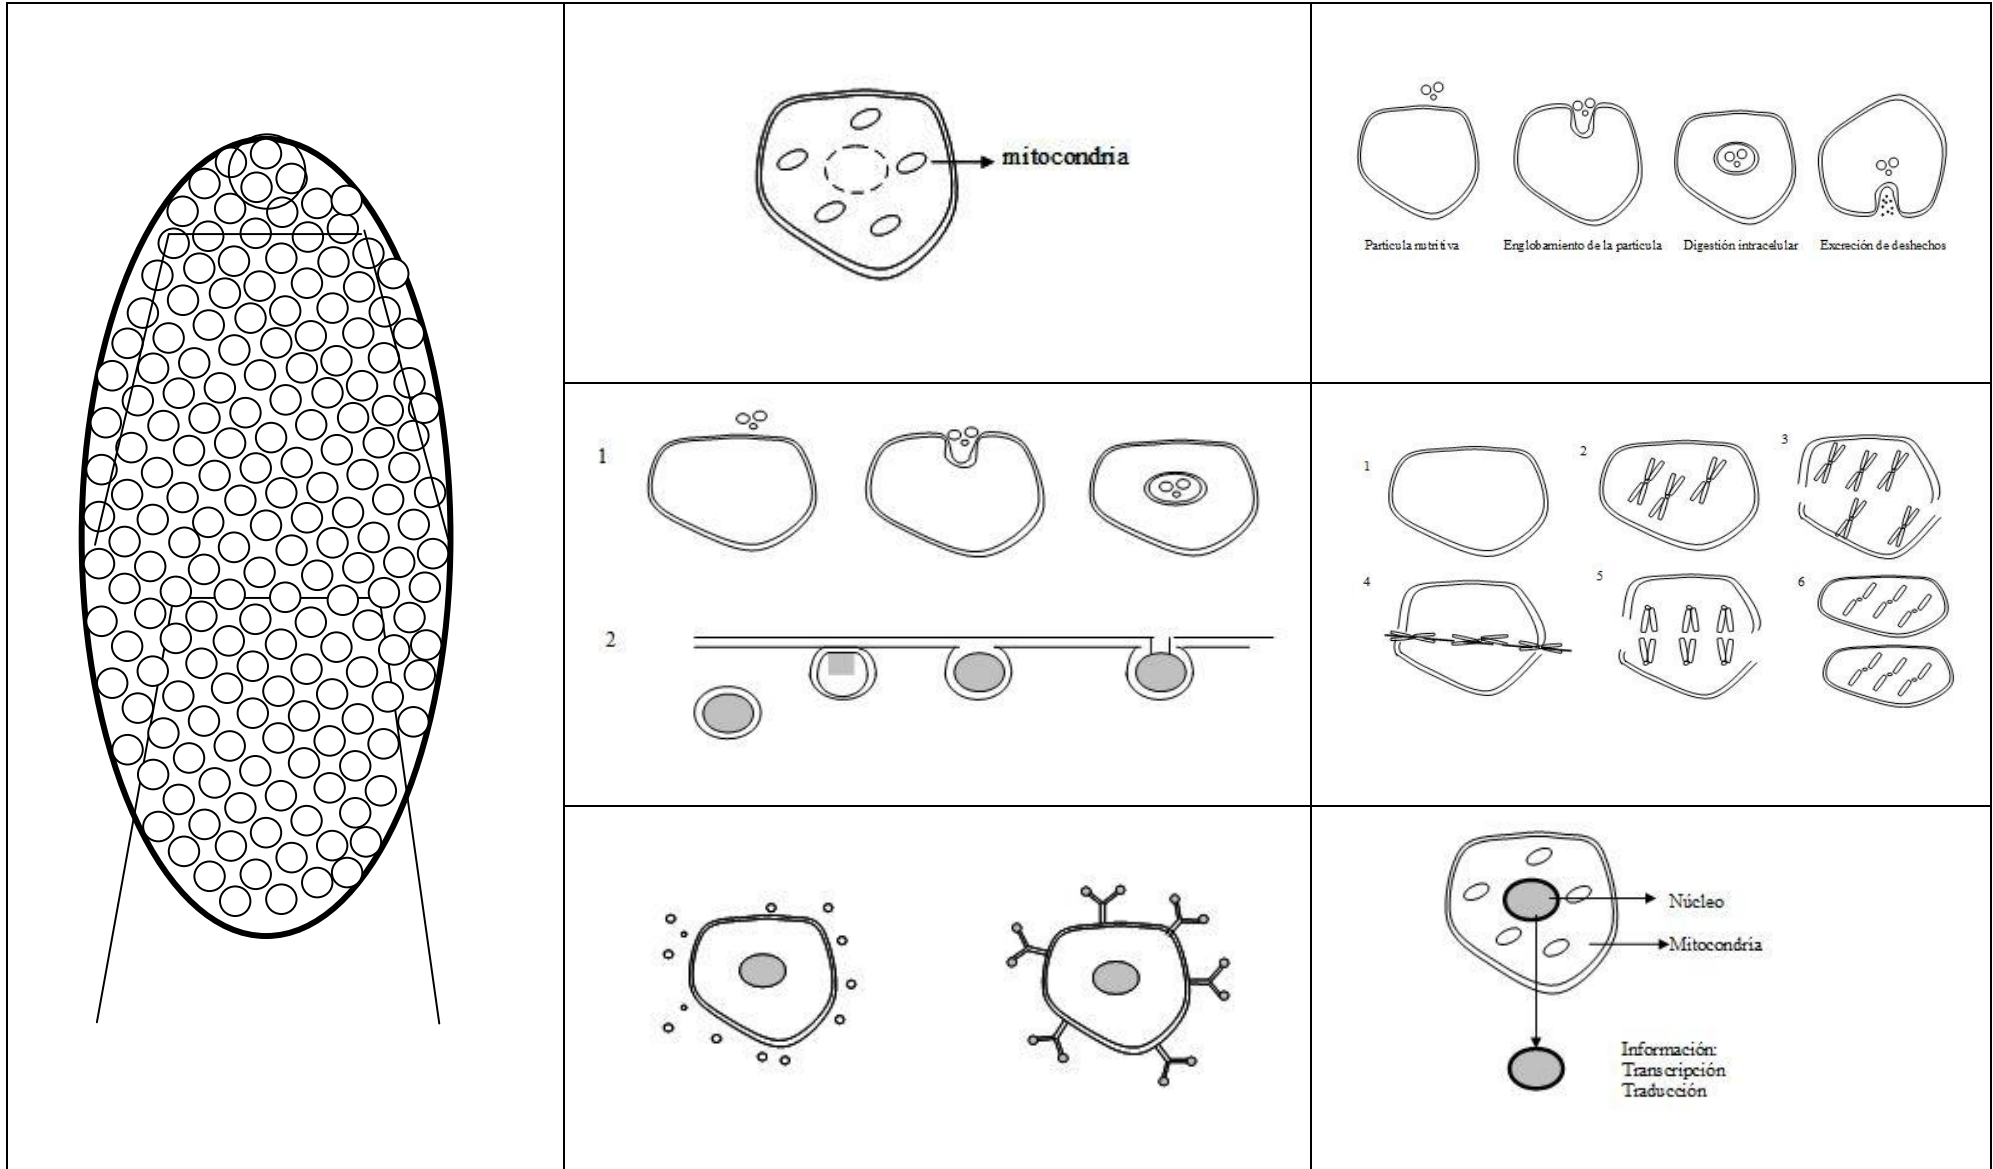 mitocondria
Particula nutritiva
Englobamiento de la particula
Digestión intracelular
Excreción de deshechos
1
2
1
2
3
4
5
6
Núcleo
Mitocondria
Información:
Transcripción
Traducción